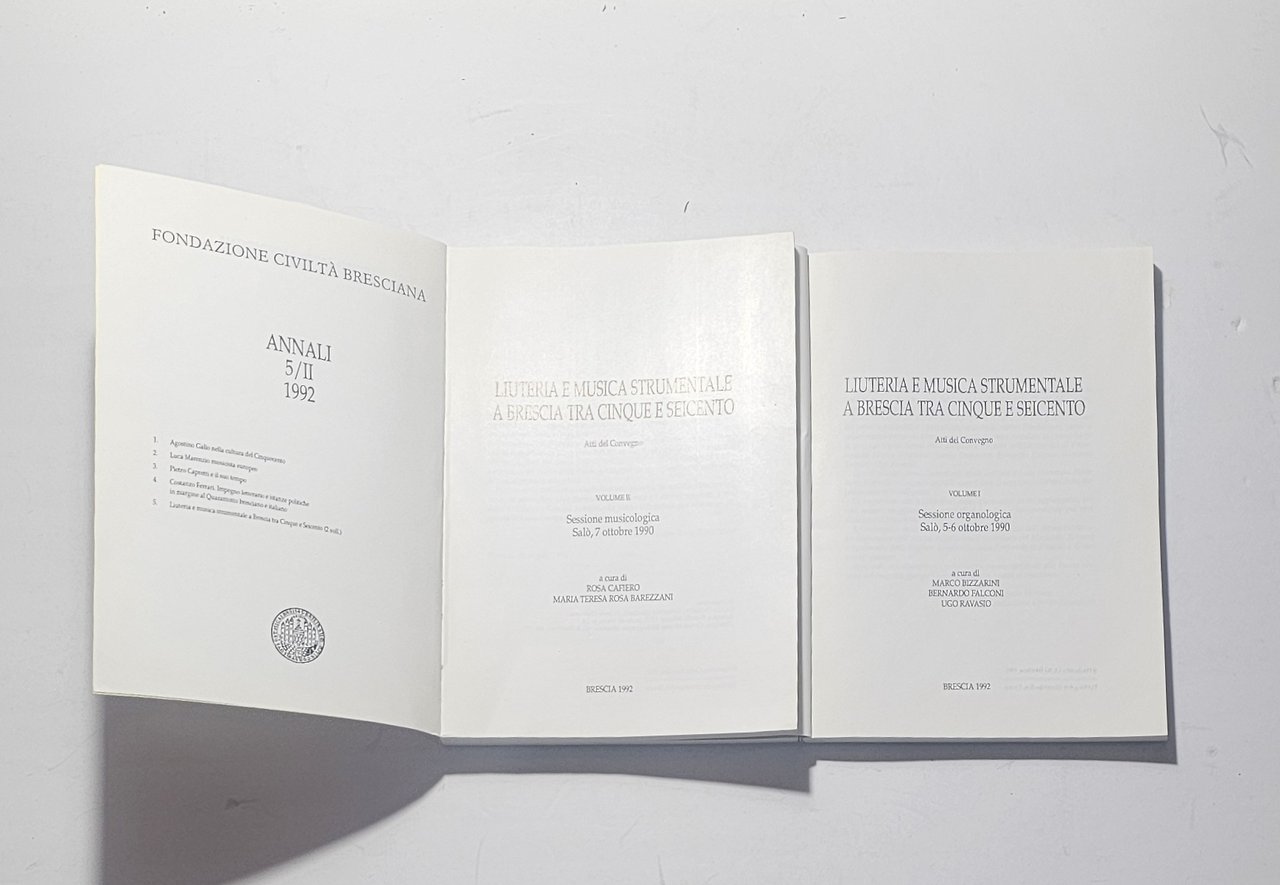 FONDAZIONE CIVILTÀ BRESCIANA
ANNALI
5/II
1992
1. Agostino Gallo nella cultura del Cinquecento
2. Luca Marenzio musicista europeo
3. Pietro Capretti e il suo tempo
4. Costanzo Ferrari. Impegno letterario e istanze politiche
in margine al Quarantotto bresciano e italiano
5. Liuteria e musica strumentale a Brescia tra Cinque e Seicento (2 voll.)
LIUTERIA E MUSICA STRUMENTALE
A BRESCIA TRA CINQUE E SEICENTO
Atti del Convegno
VOLUME II
Sessione musicologica
Salò, 7 ottobre 1990
a cura di
ROSA CAFIERO
MARIA TERESA ROSA BAREZZANI
BRESCIA 1992
LIUTERIA E MUSICA STRUMENTALE
A BRESCIA TRA CINQUE E SEICENTO
Atti del Convegno
VOLUME I
Sessione organologica
Salò, 5-6 ottobre 1990
a cura di
MARCO BIZZARINI
BERNARDO FALCONI
UGO RAVASIO
BRESCIA 1992